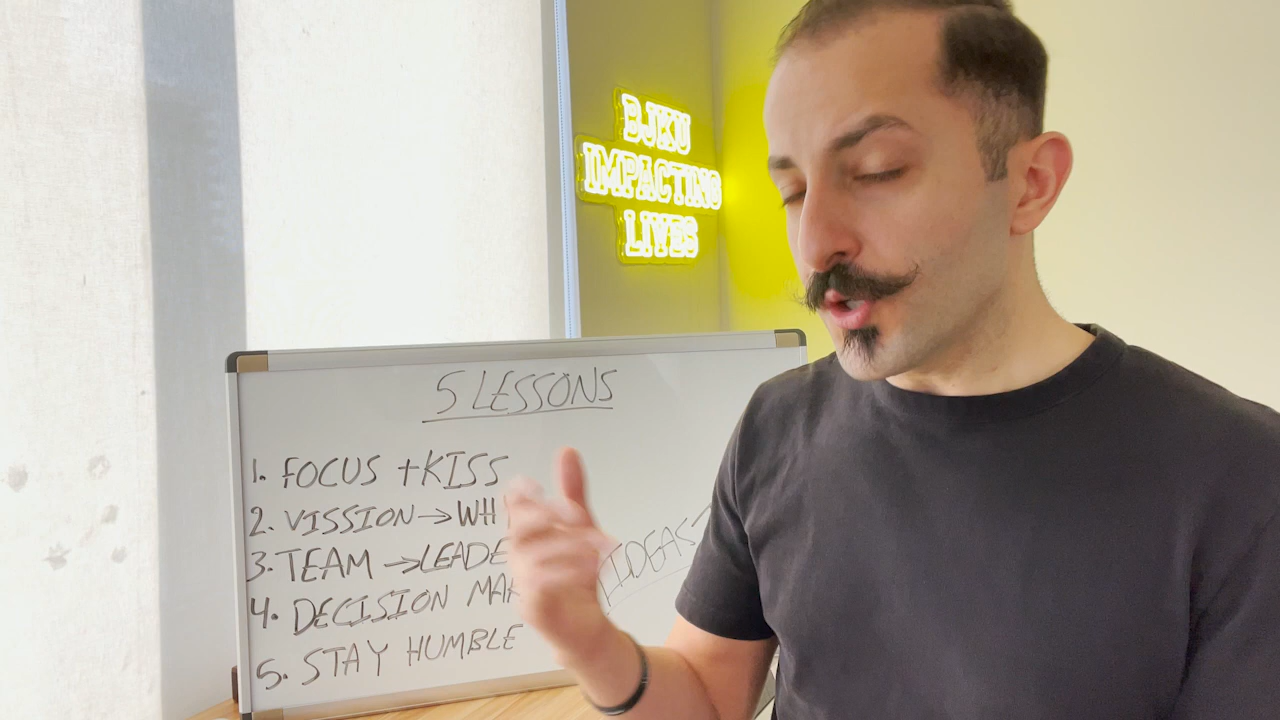 BJKU
IMPACTING
LIVES
5 LESSONS
1. FOCUS + KISS
2. VISSION → WH
3. TEAM → LEADE
4. DECISION MAK
5. STAY HUMBLE
IDEAS